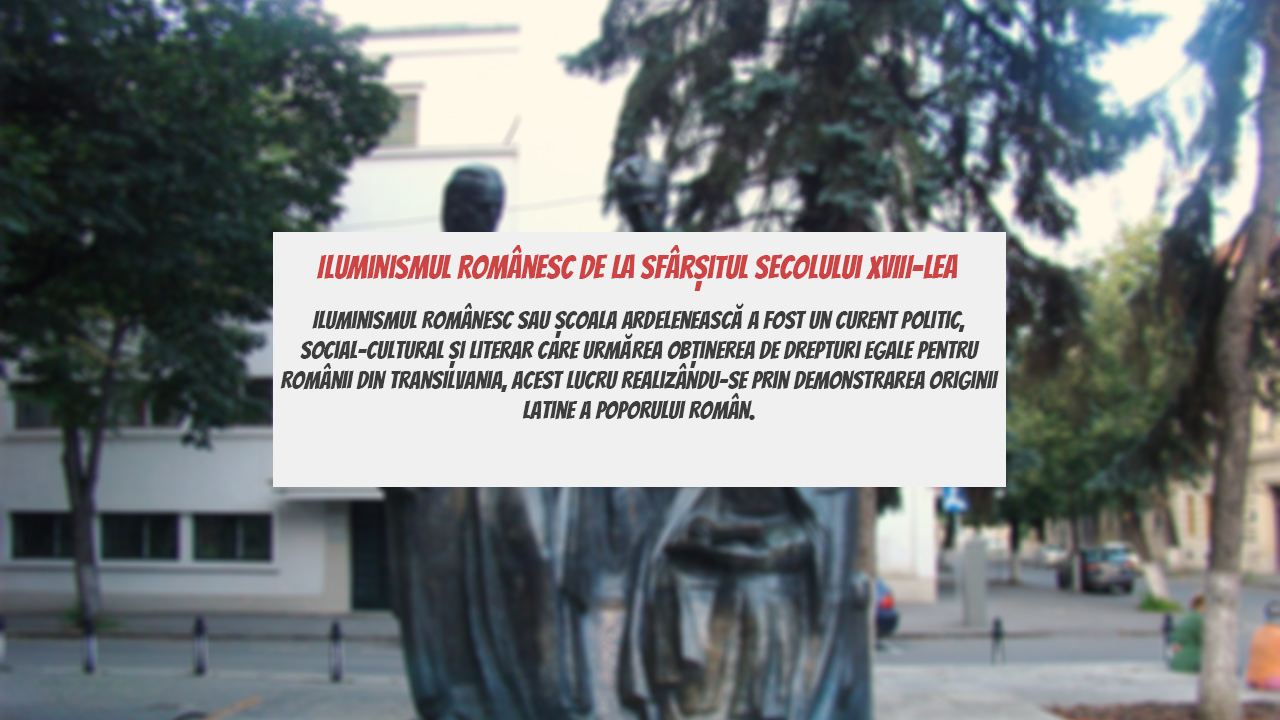 ILUMINISMUL ROMÂNESC DE LA SFÂRȘITUL SECOLULUI XVIII-LEA
ILUMINISMUL ROMÂNESC SAU ȘCOALA ARDELENEASCĂ A FOST UN CURENT POLITIC,
SOCIAL-CULTURAL ȘI LITERAR CARE URMĂREA OBȚINEREA DE DREPTURI EGALE PENTRU
ROMÂNII DIN TRANSILVANIA, ACEST LUCRU REALIZÂNDU-SE PRIN DEMONSTRAREA ORIGINII
LATINE A POPORULUI ROMÂN.